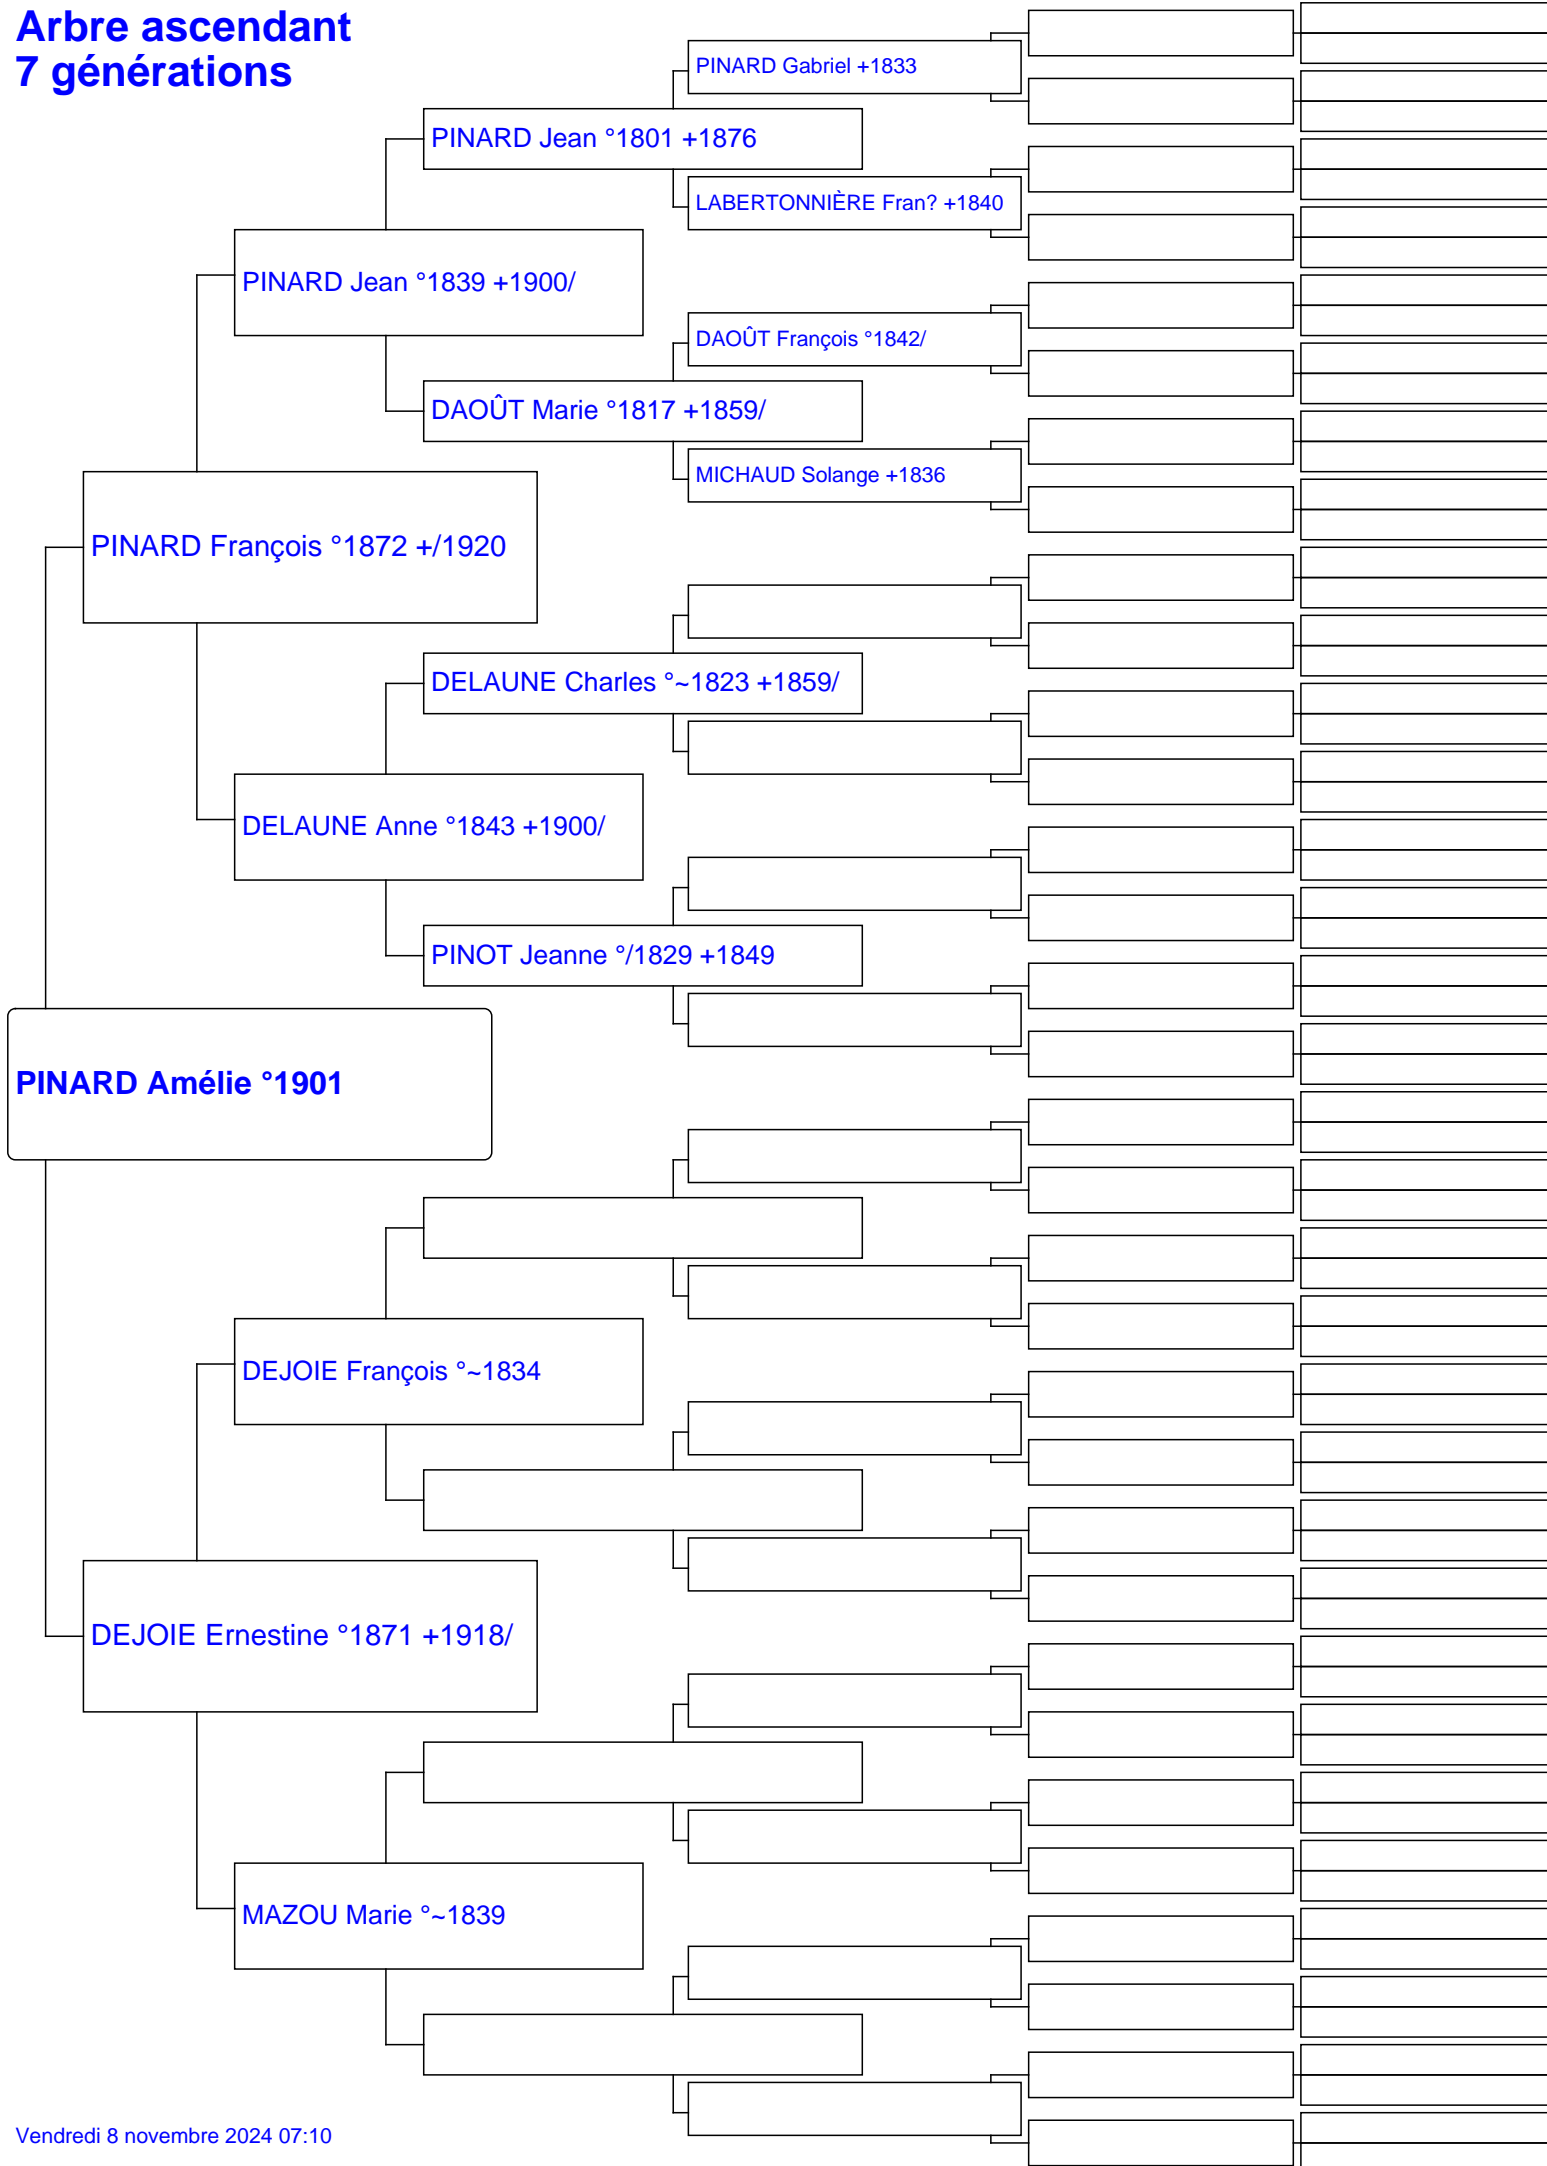 Arbre ascendant
7 générations
PINARD Gabriel +1833
PINARD Jean °1801 +1876
LABERTONNIÈRE Fran? +1840
PINARD Jean °1839 +1900/
DAOÛT François °1842/
DAOÛT Marie °1817 +1859/
MICHAUD Solange +1836
PINARD François °1872 +/1920
DELAUNE Charles °~1823 +1859/
DELAUNE Anne °1843 +1900/
PINOT Jeanne °/1829 +1849
PINARD Amélie °1901
DEJOIE François °~1834
DEJOIE Ernestine °1871 +1918/
MAZOU Marie °~1839
Vendredi 8 novembre 2024 07:10